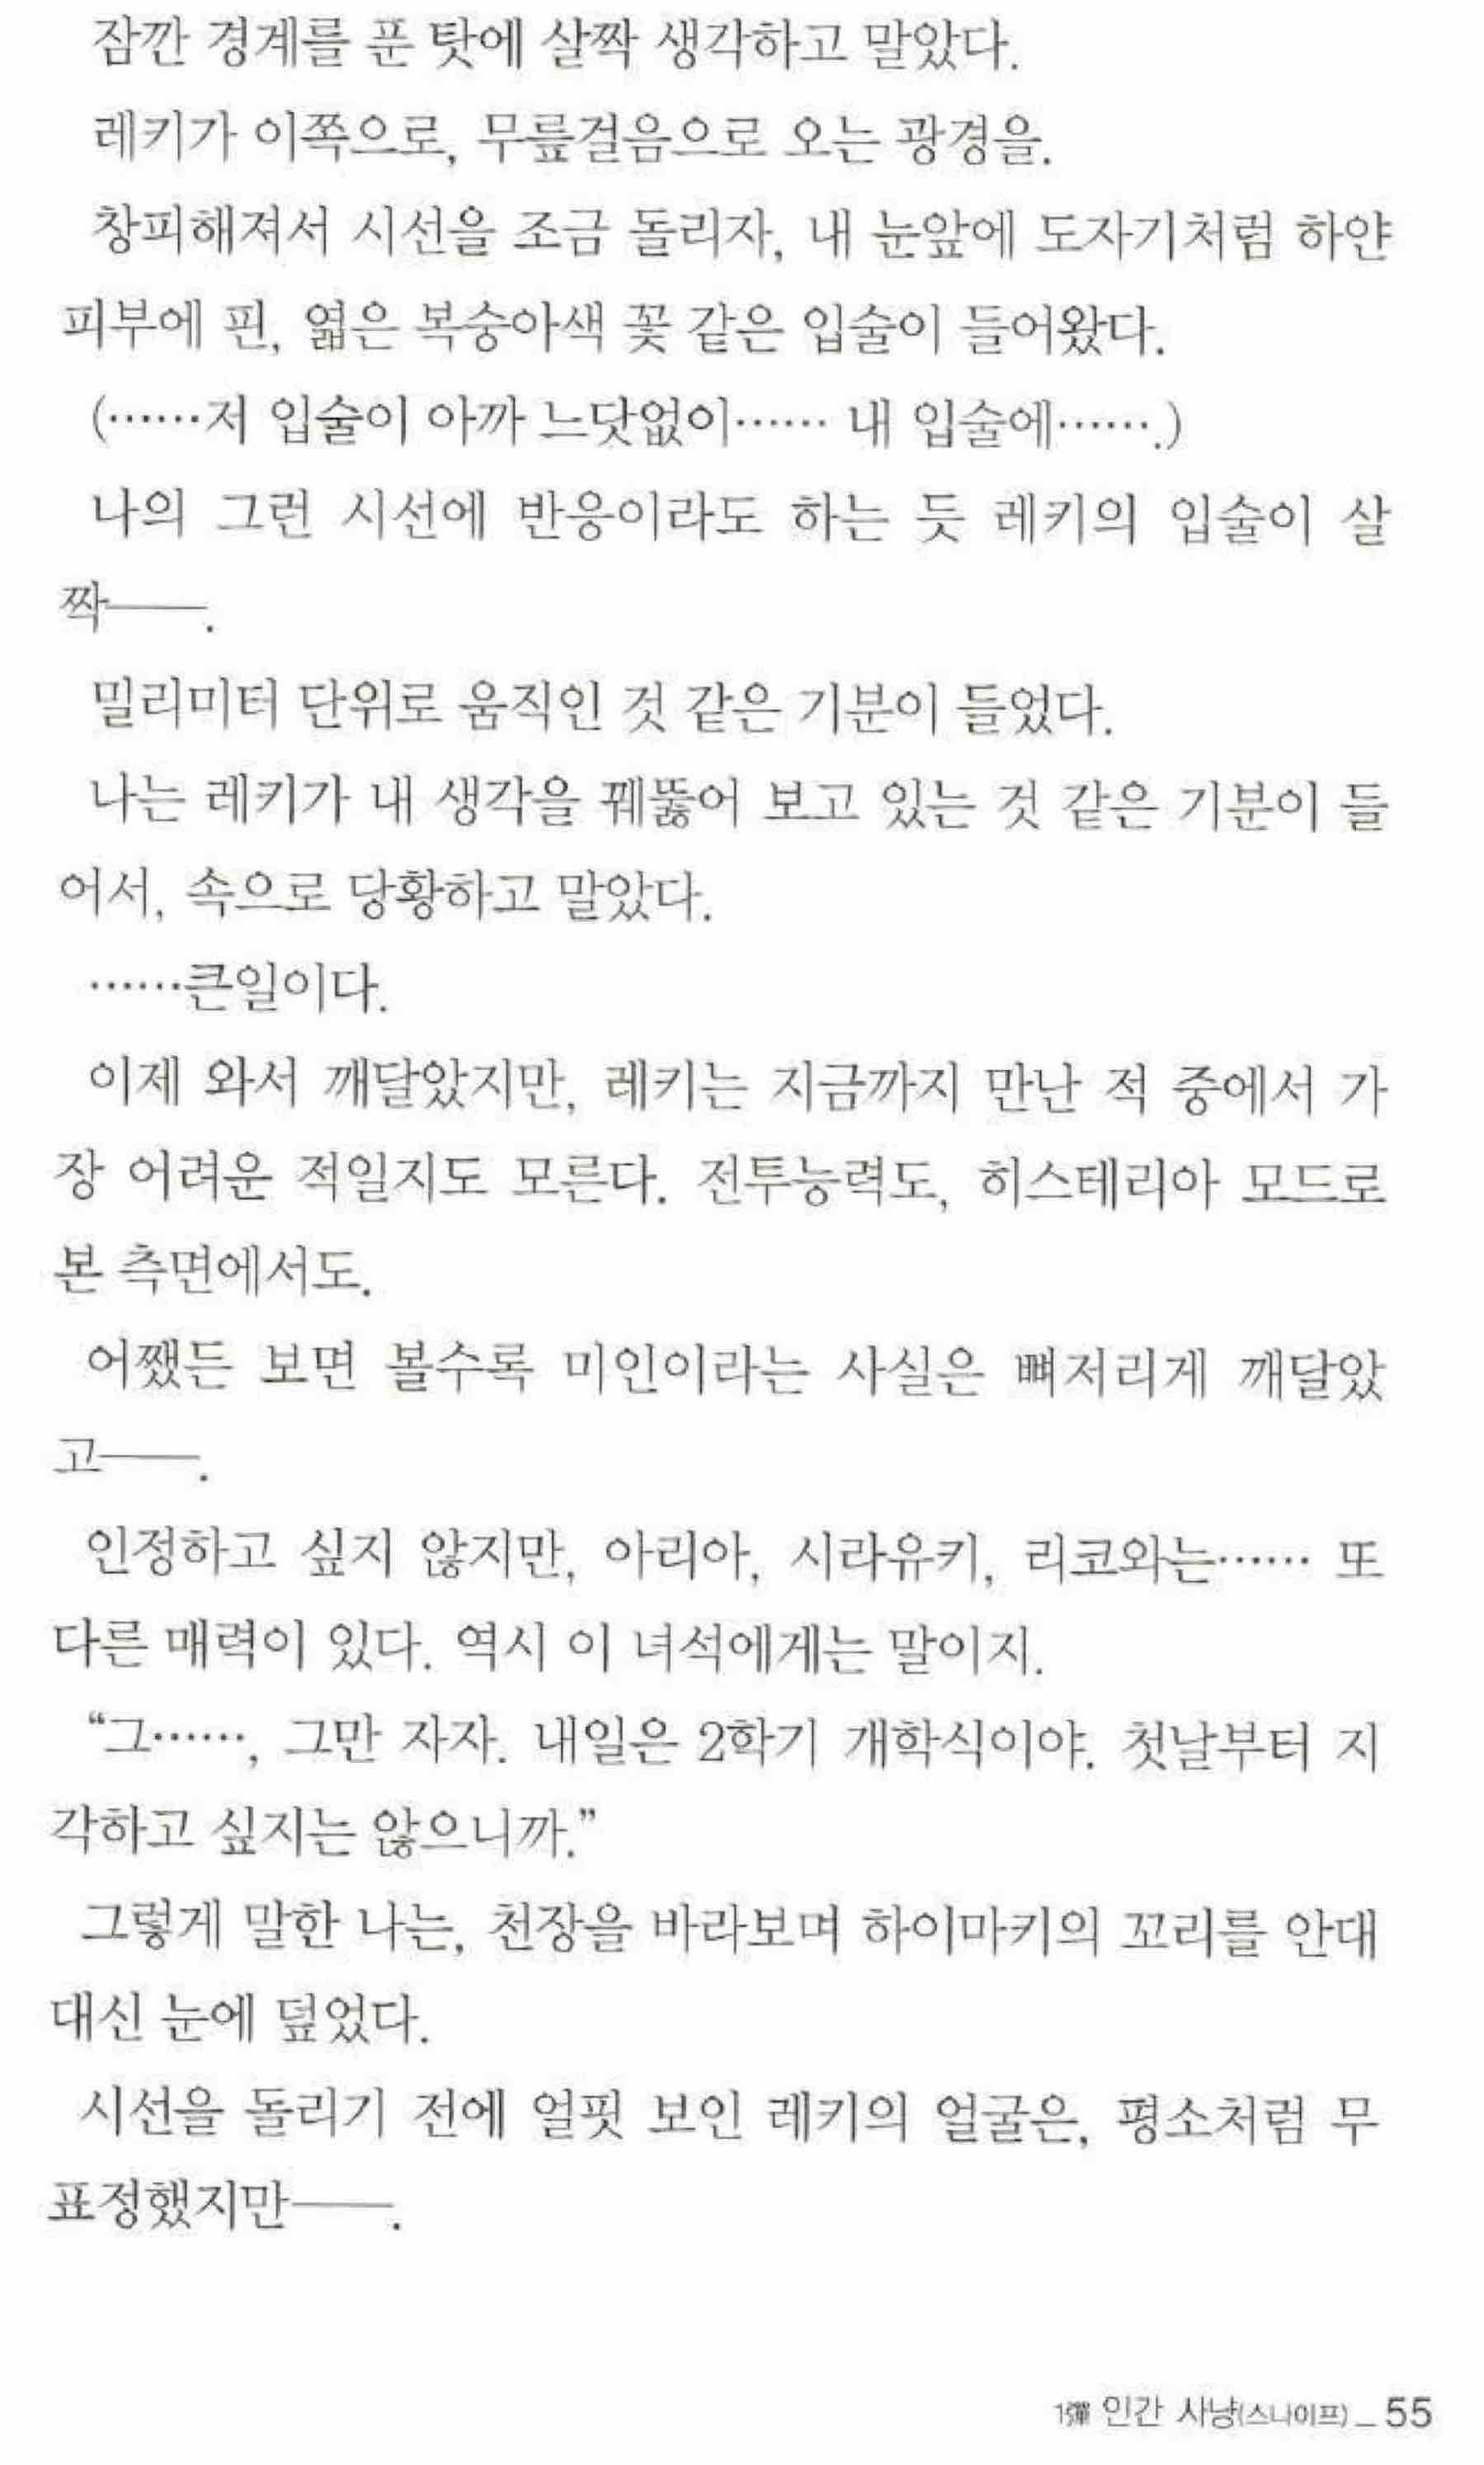 잠깐 경계를 푼 탓에 살짝 생각하고 말았다.
레키가 이쪽으로, 무릎걸음으로 오는 광경을.
창피해져서 시선을 조금 돌리자, 내 눈앞에 도자기처럼 하얀
피부에 핀, 엷은 복숭아색 꽃 같은 입술이 들어왔다.
(……저 입술이 아까 느닷없이…… 내 입술에…….)
나의 그런 시선에 반응이라도 하는 듯 레키의 입술이 살
짝――.
밀리미터 단위로 움직인 것 같은 기분이 들었다.
나는 레키가 내 생각을 꿰뚫어 보고 있는 것 같은 기분이 들
어서, 속으로 당황하고 말았다.
……큰일이다.
이제 와서 깨달았지만, 레키는 지금까지 만난 적 중에서 가
장 어려운 적일지도 모른다. 전투능력도, 히스테리아 모드로
본 측면에서도.
어쨌든 보면 볼수록 미인이라는 사실은 뼈저리게 깨달았
고――.
인정하고 싶지 않지만, 아리아, 시라유키, 리코와는…… 또
다른 매력이 있다. 역시 이 녀석에게는 말이지.
“그……, 그만 자자. 내일은 2학기 개학식이야. 첫날부터 지
각하고 싶지는 않으니까.”
그렇게 말한 나는, 천장을 바라보며 하이마키의 꼬리를 안대
대신 눈에 덮었다.
시선을 돌리기 전에 얼핏 보인 레키의 얼굴은, 평소처럼 무
표정했지만――.
1彈 인간 사냥(스나이프) _ 55